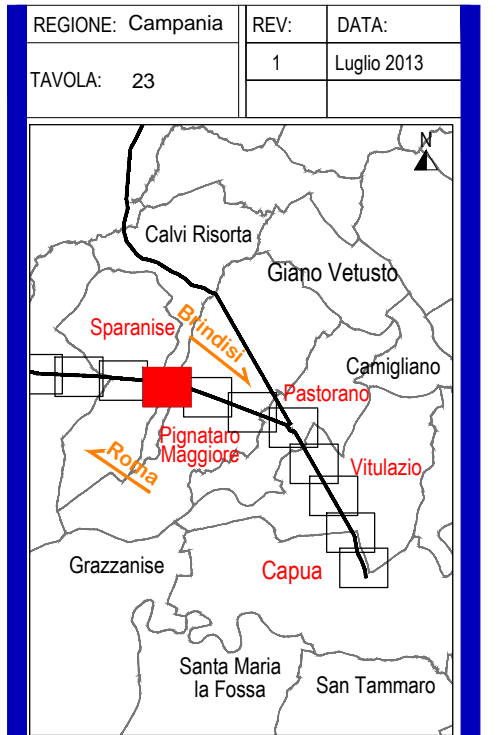 REGIONE: Campania
REV:
DATA:
1
Luglio 2013
TAVOLA: 23
N
Calvi Risorta
Giano Vetusto
Brindisi
Sparanise
Camigliano
Pastorano
Pignataro
Maggiore
Roma
Vitulazio
Grazzanise
Capua
Santa Maria
la Fossa
San Tammaro